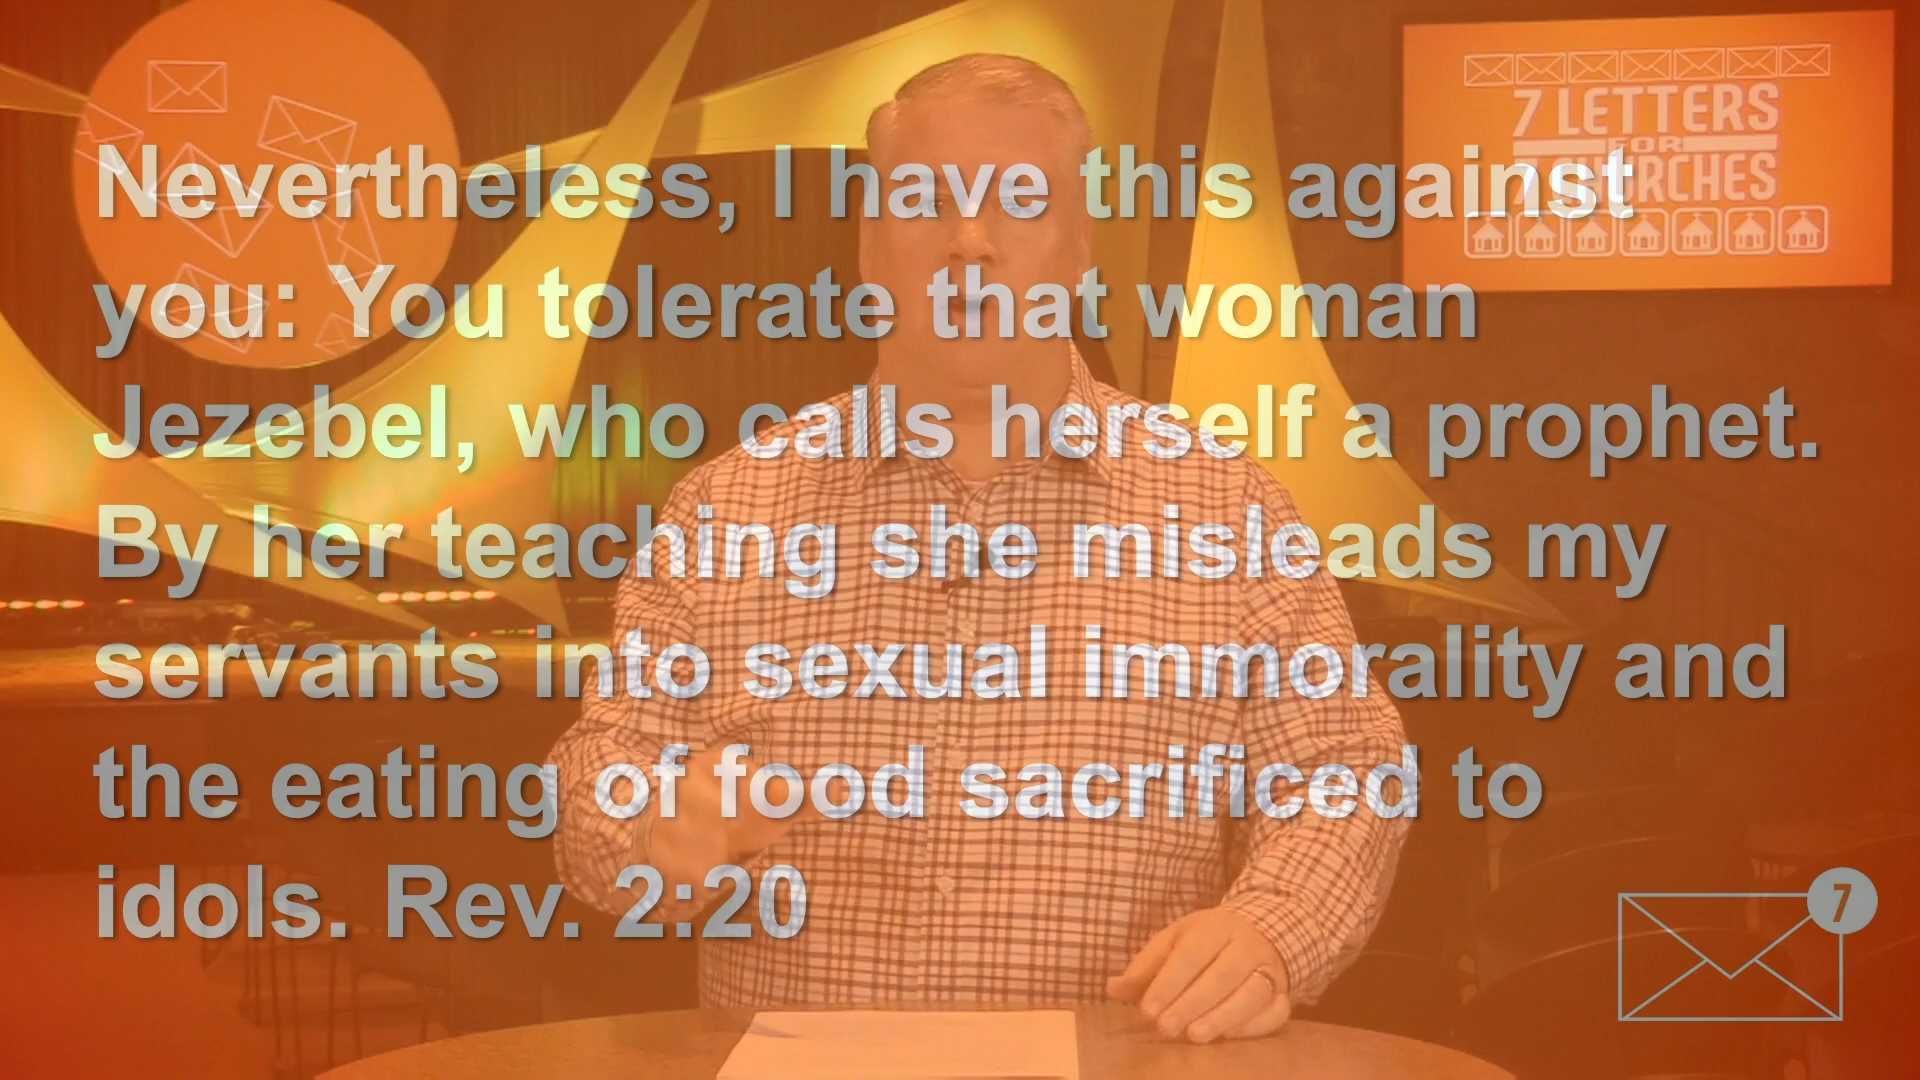 7 LETTERS
FOR
7 CHURCHES
Nevertheless, I have this against
you: You tolerate that woman
Jezebel, who calls herself a prophet.
By her teaching she misleads my
servants into sexual immorality and
the eating of food sacrificed to
idols. Rev. 2:20
7